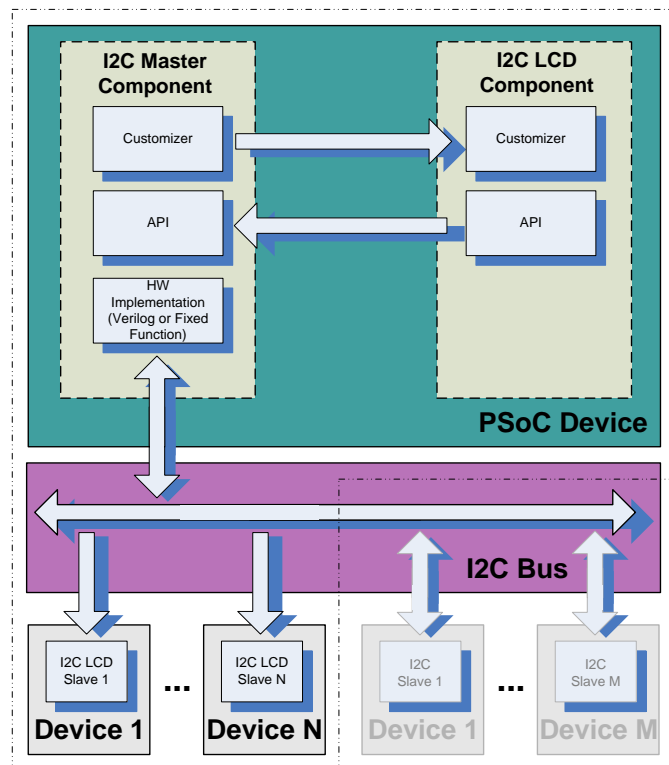 I2C Master
Component
I2C LCD
Component
Customizer
Customizer
API
API
HW
Implementation
(Verilog or Fixed
Function)
PSoC Device
I2C Bus
I2C LCD
Slave 1
...
I2C LCD
Slave N
I2C
Slave 1
...
I2C
Slave M
Device 1
Device N
Device 1
Device M